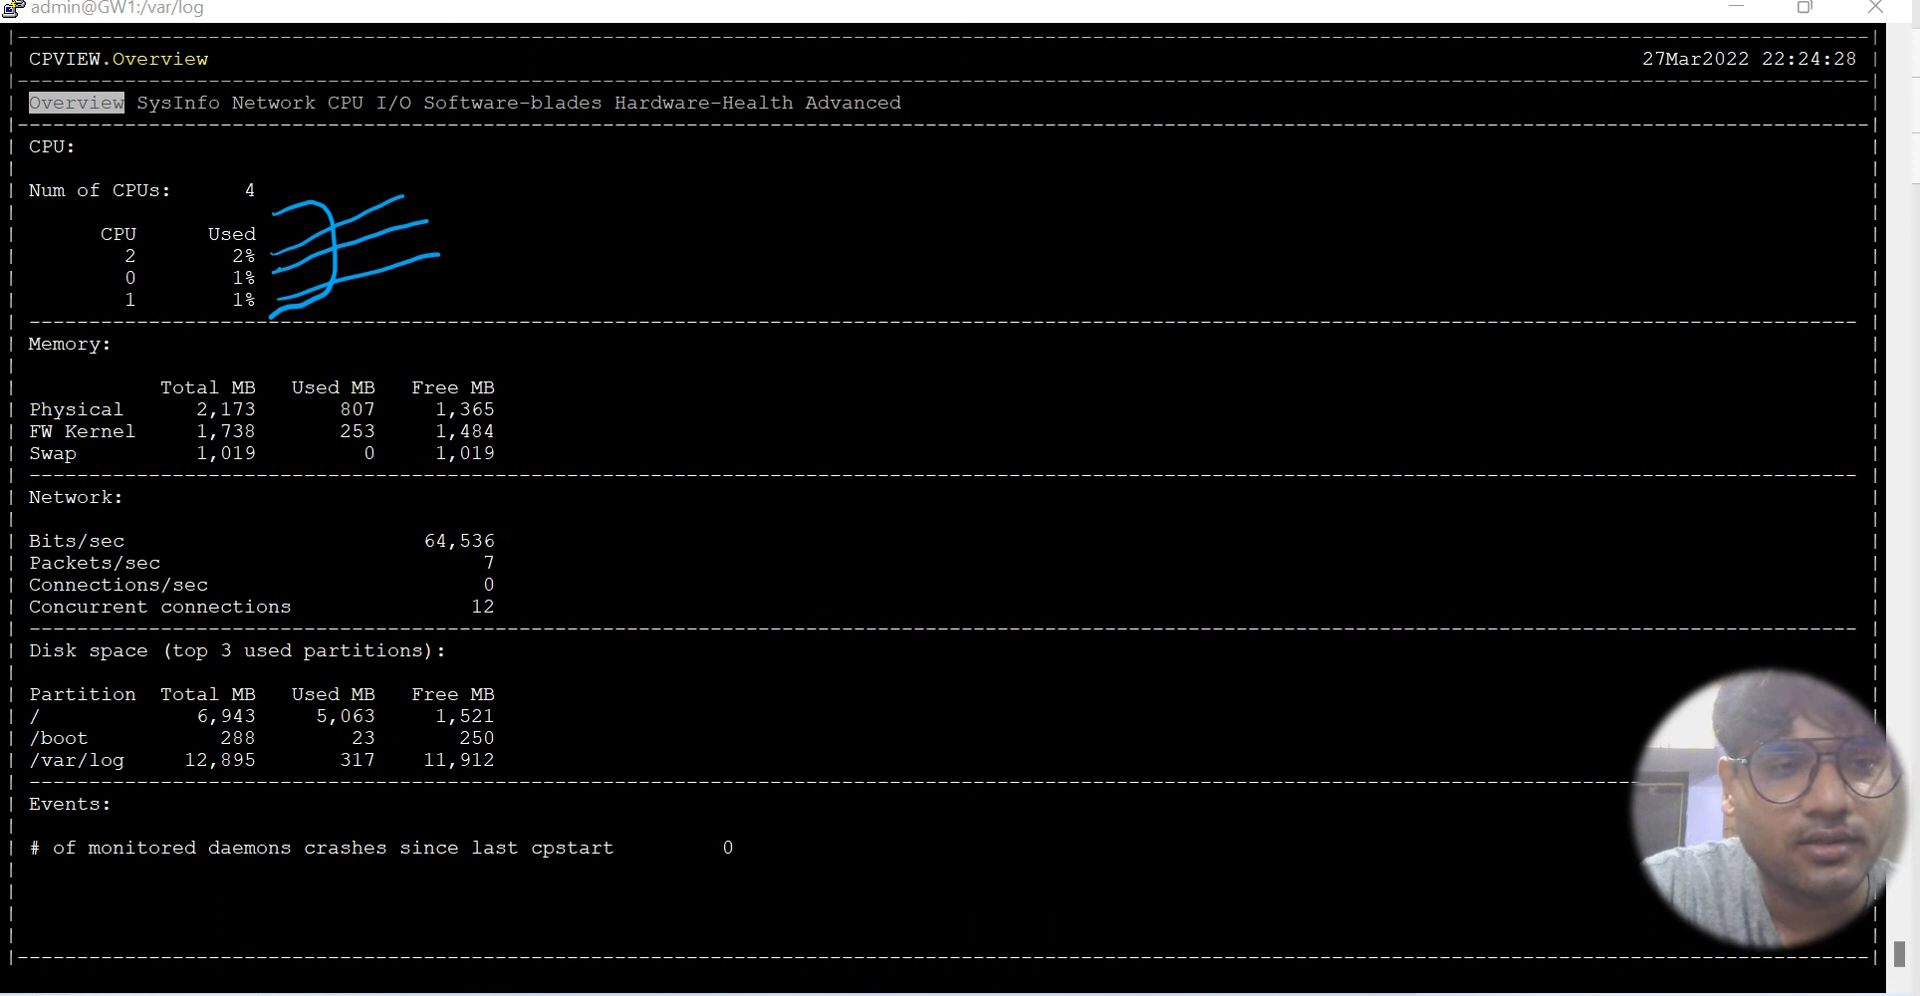 admin@GW1:/var/log
CPVIEW.Overview 27Mar2022 22:24:28
Overview SysInfo Network CPU I/O Software-blades Hardware-Health Advanced
CPU:
Num of CPUs: 4
CPU Used
2 2%
0 1%
1 1%
Memory:
Total MB Used MB Free MB
Physical 2,173 807 1,365
FW Kernel 1,738 253 1,484
Swap 1,019 0 1,019
Network:
Bits/sec 64,536
Packets/sec 7
Connections/sec 0
Concurrent connections 12
Disk space (top 3 used partitions):
Partition Total MB Used MB Free MB
/ 6,943 5,063 1,521
/boot 288 23 250
/var/log 12,895 317 11,912
Events:
# of monitored daemons crashes since last cpstart 0